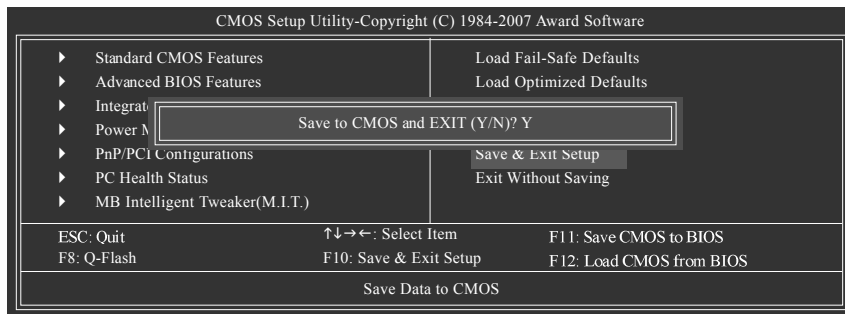 CMOS Setup Utility-Copyright (C) 1984-2007 Award Software
Standard CMOS Features
Load Fail-Safe Defaults
Advanced BIOS Features
Load Optimized Defaults
Save to CMOS and EXIT (Y/N)? Y
PnP/PCI Configurations
Save & Exit Setup
PC Health Status
Exit Without Saving
MB Intelligent Tweaker(M.I.T.)
ESC: Quit
↑↓→←: Select Item
F11: Save CMOS to BIOS
F8: Q-Flash
F10: Save & Exit Setup
F12: Load CMOS from BIOS
Save Data to CMOS